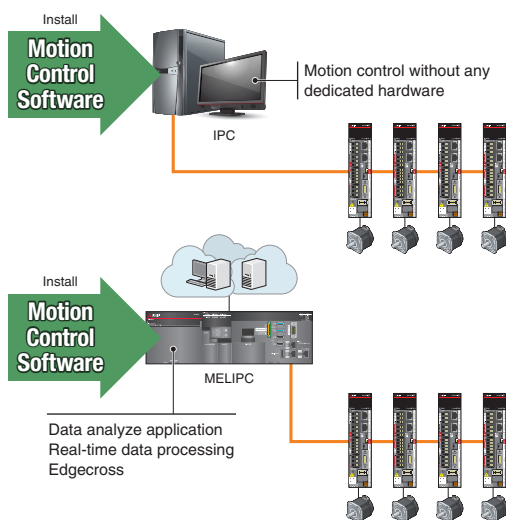 Install
Motion
Control
Software
Motion control without any
dedicated hardware
IPC
Install
Motion
Control
Software
MELIPC
Data analyze application
Real-time data processing
Edgecross